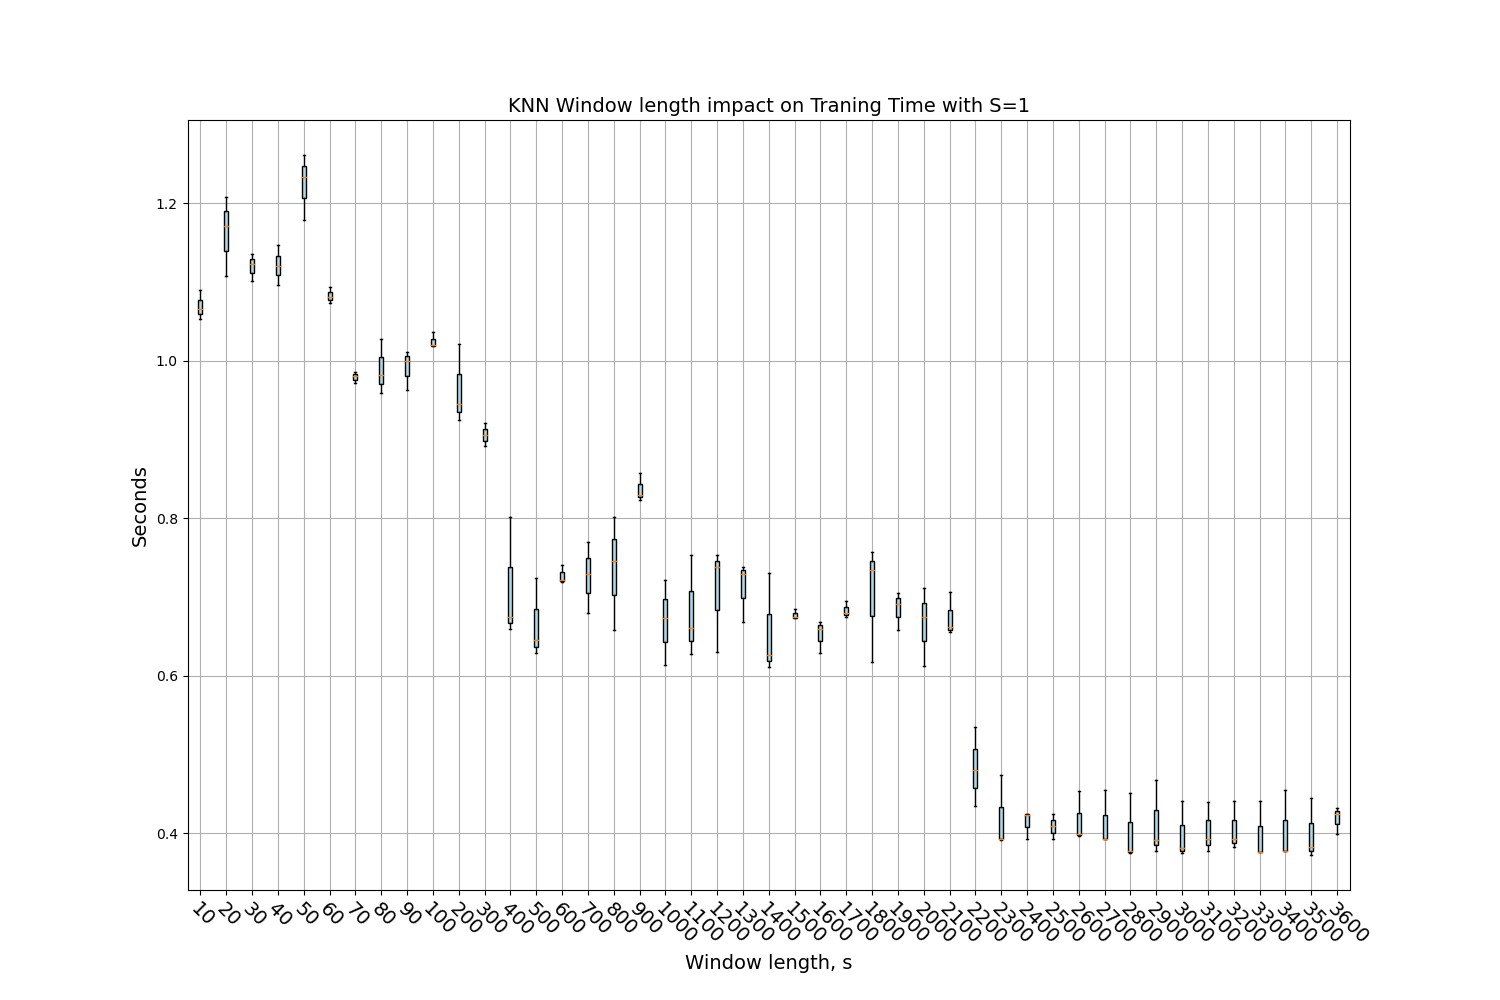 KNN Window length impact on Traning Time with S=1
1.2
1.0
0.8
0.6
0.4
Seconds
10 20 30 40 50 60 70 80 90 100 200 300 400 500 600 700 800 900 1000 1100 1200 1300 1400 1500 1600 1700 1800 1900 2000 2100 2200 2300 2400 2500 2600 2700 2800 2900 3000 3100 3200 3300 3400 3500 3600
Window length, s